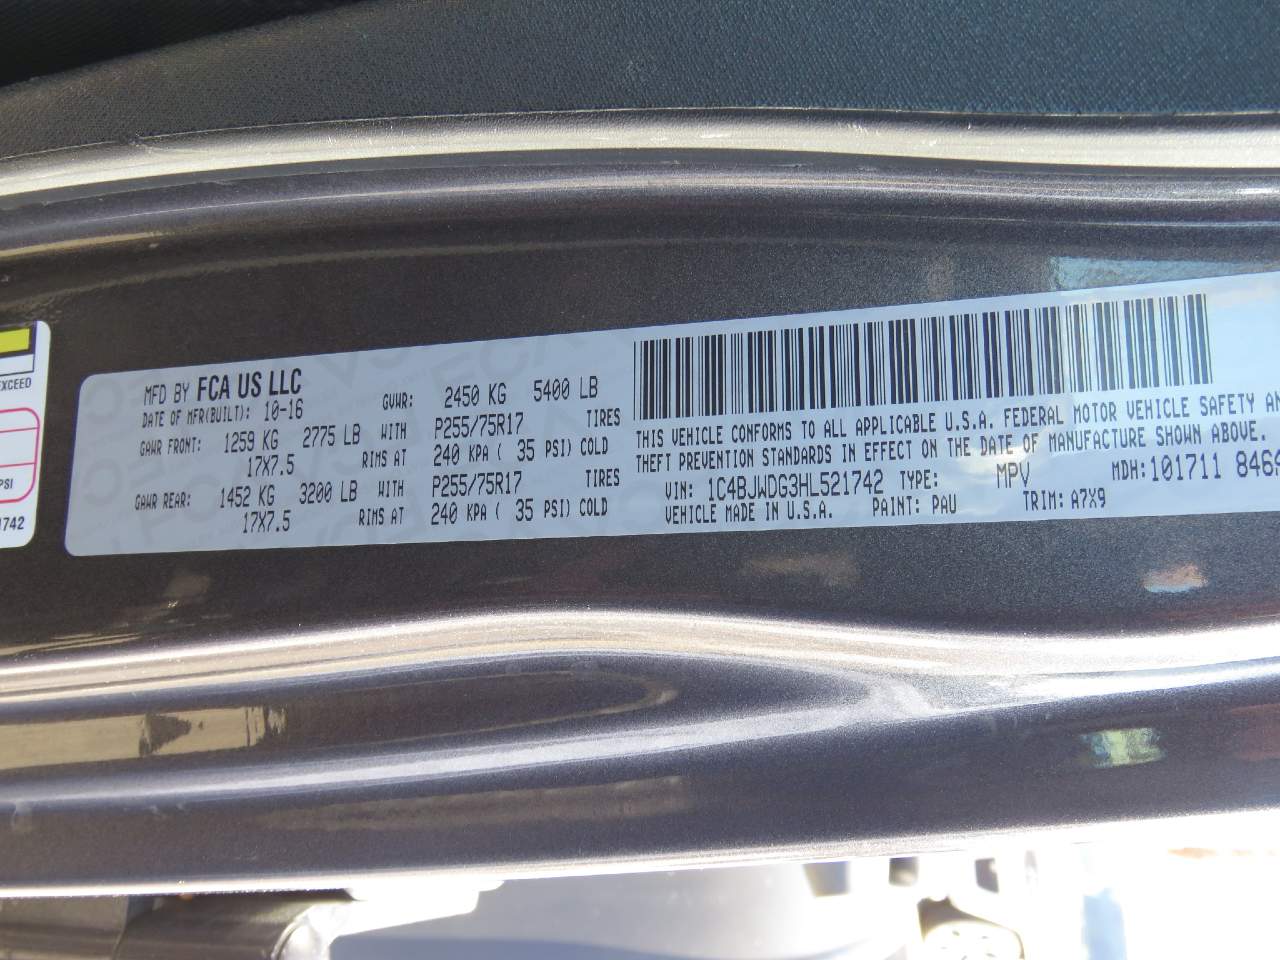 EXCEED
PSI
1742
MFD BY FCA US LLC
DATE OF MFR(BUILT): 10-16
GVWR: 2450 KG 5400 LB
GAWR FRONT: 1259 KG 2775 LB WITH P255/75R17 TIRES
17X7.5 RIMS AT 240 KPA ( 35 PSI) COLD
GAWR REAR: 1452 KG 3200 LB WITH P255/75R17 TIRES
17X7.5 RIMS AT 240 KPA ( 35 PSI) COLD
THIS VEHICLE CONFORMS TO ALL APPLICABLE U.S.A. FEDERAL MOTOR VEHICLE SAFETY AN
THEFT PREVENTION STANDARDS IN EFFECT ON THE DATE OF MANUFACTURE SHOWN ABOVE.
VIN: 1C4BJWDG3HL521742 TYPE: MPV MDH:101711 846
VEHICLE MADE IN U.S.A. PAINT: PAU TRIM: A7X9